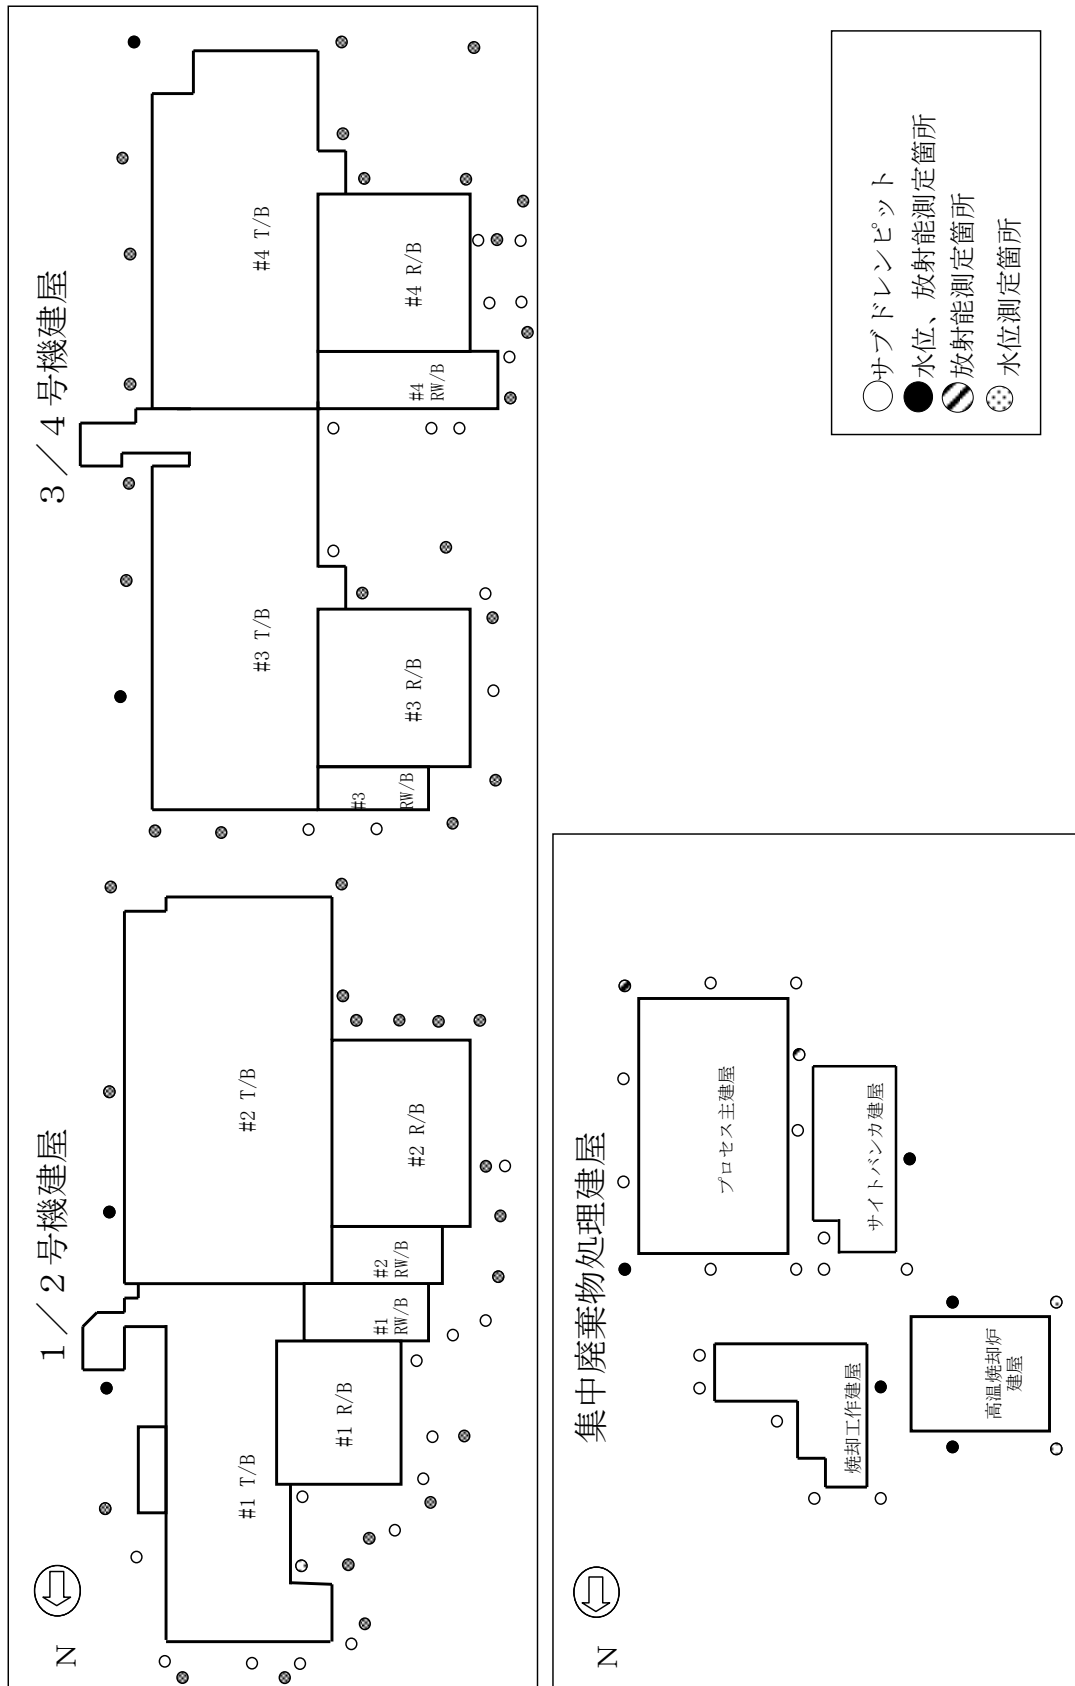 1／2号機建屋
3／4号機建屋
N
#1 T/B
#2 T/B
#3 T/B
#4 T/B
#1 R/B
#1
RW/B
#2
RW/B
#2 R/B
#3
RW/B
#3 R/B
#4
RW/B
#4 R/B
集中廃棄物処理建屋
N
プロセス主建屋
焼却工作建屋
サイトバンカ建屋
高温焼却炉
建屋
サブドレンピット
水位、放射能測定箇所
放射能測定箇所
水位測定箇所